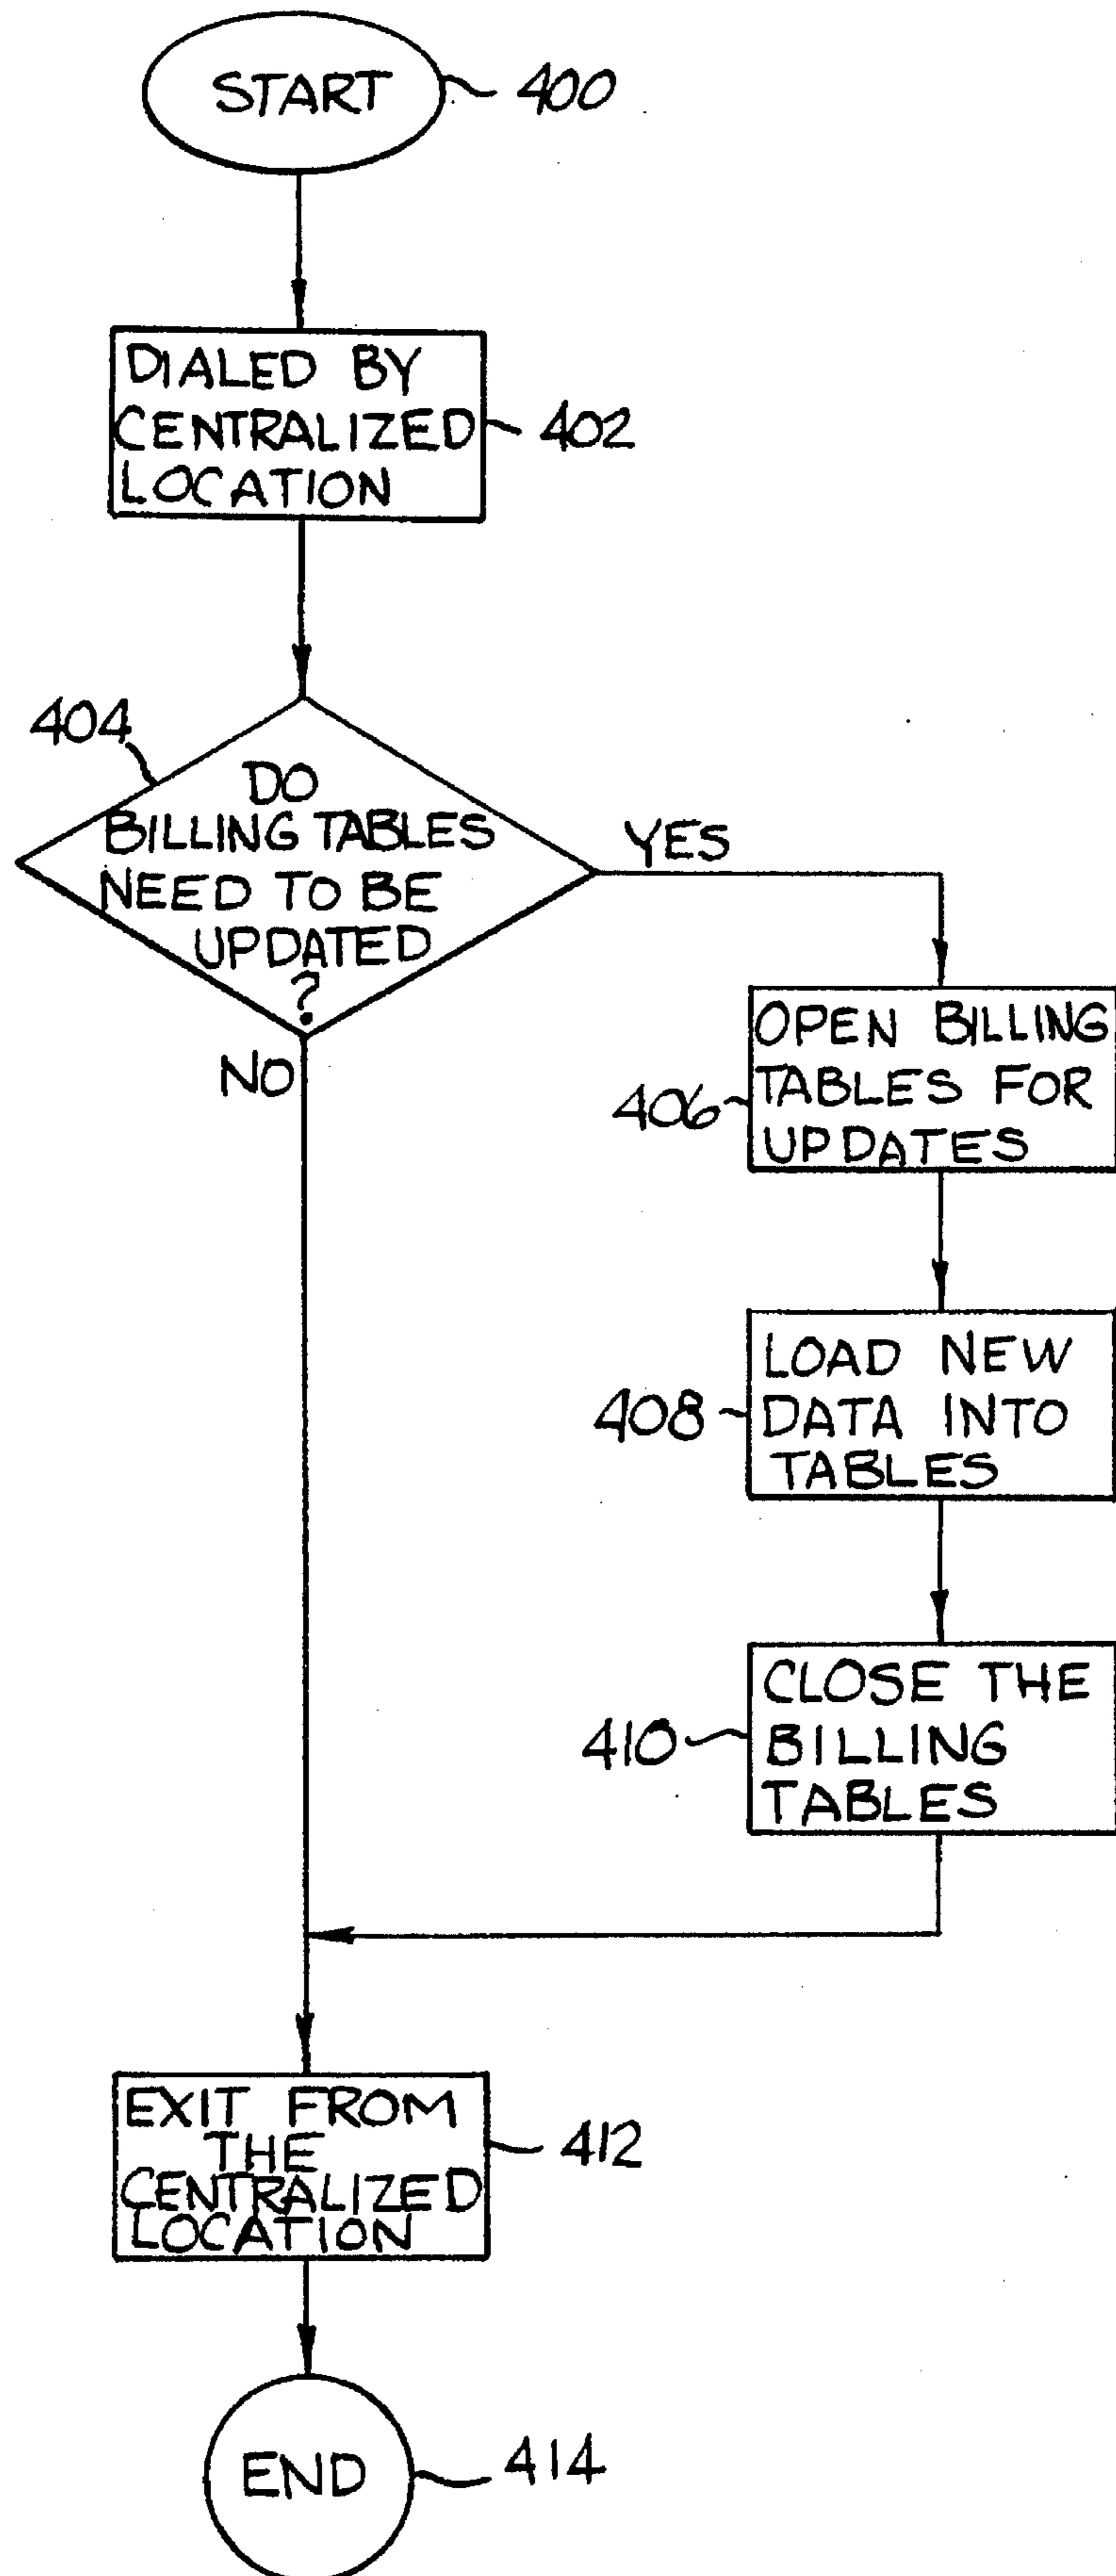 START
400
DIALED BY
CENTRALIZED
LOCATION
402
404
DO
BILLING TABLES
NEED TO BE
UPDATED
?
YES
NO
OPEN BILLING
TABLES FOR
UPDATES
406
LOAD NEW
DATA INTO
TABLES
408
CLOSE THE
BILLING
TABLES
410
EXIT FROM
THE
CENTRALIZED
LOCATION
412
END
414